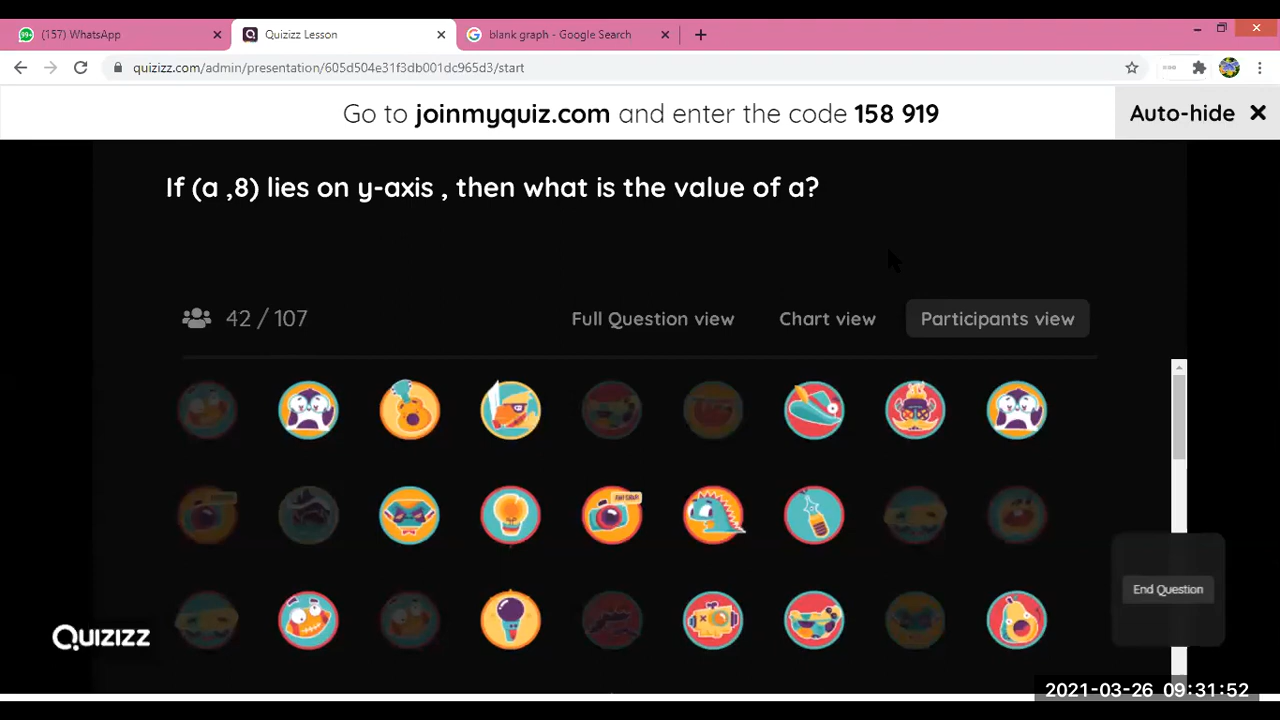 99+ (157) WhatsApp
Quizizz Lesson
blank graph - Google Search
quizizz.com/admin/presentation/605d504e31f3db001dc965d3/start
Go to joinmyquiz.com and enter the code 158 919
Auto-hide
If (a ,8) lies on y-axis , then what is the value of a?
42 / 107
Full Question view
Chart view
Participants view
End Question
Quizizz
2021-03-26 09:31:52